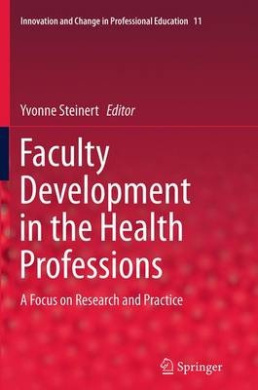 Innovation and Change in Professional Education 11
Yvonne Steinert Editor
Faculty
Development
in the Health
Professions
A Focus on Research and Practice
Springer